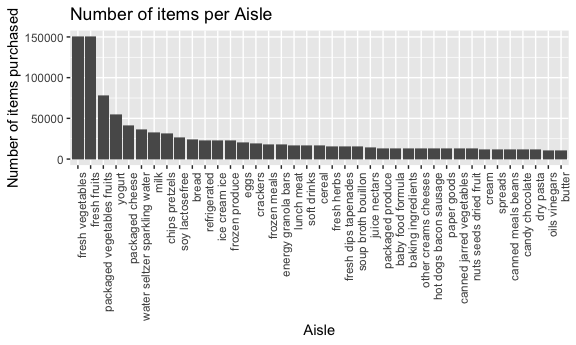 Number of items per Aisle
Number of items purchased
150000
100000
50000
0
fresh vegetables
fresh fruits
packaged vegetables fruits
yogurt
packaged cheese
water seltzer sparkling water
milk
chips pretzels
soy lactosefree
bread
refrigerated
ice cream ice
frozen produce
eggs
crackers
frozen meals
energy granola bars
lunch meat
soft drinks
cereal
fresh herbs
fresh dips tapenades
soup broth bouillon
juice nectars
packaged produce
baby food formula
baking ingredients
other creams cheeses
hot dogs bacon sausage
paper goods
canned jarred vegetables
nuts seeds dried fruit
cream
spreads
canned meals beans
candy chocolate
dry pasta
oils vinegars
butter
Aisle